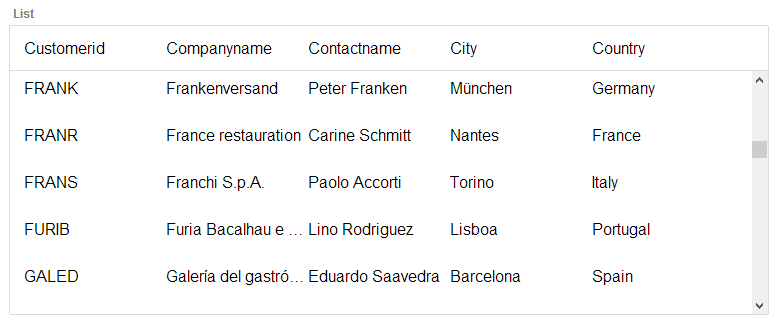 List
Customerid Companyname Contactname City Country
FRANK Frankenversand Peter Franken München Germany
FRANR France restauration Carine Schmitt Nantes France
FRANS Franchi S.p.A. Paolo Accorti Torino Italy
FURIB Furia Bacalhau e ... Lino Rodriguez Lisboa Portugal
GALED Galería del gastró... Eduardo Saavedra Barcelona Spain